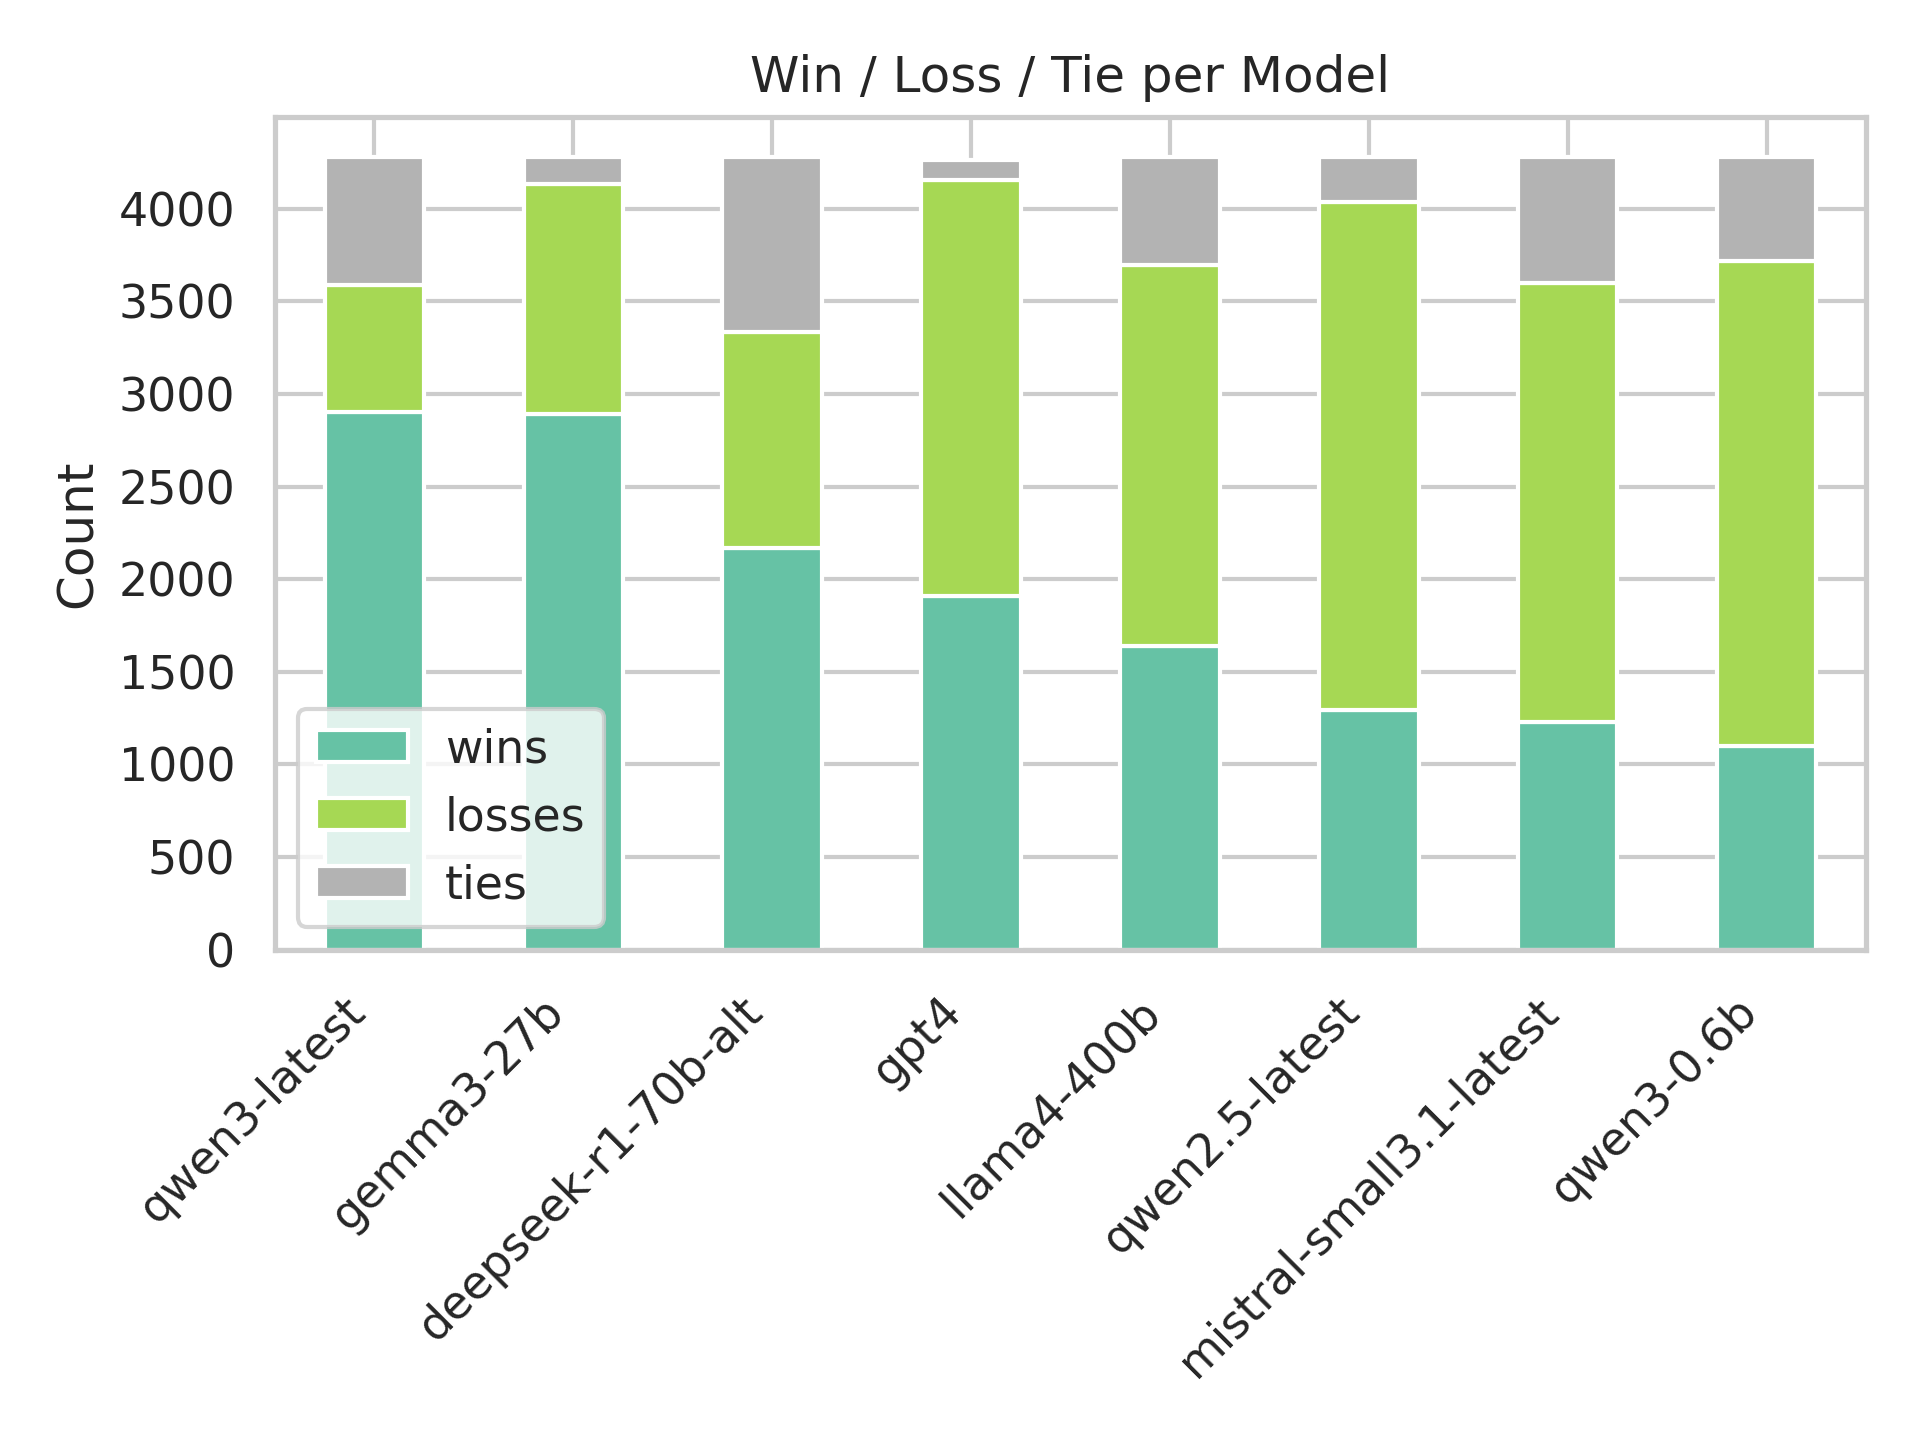 Win / Loss / Tie per Model
Count
4000
3500
3000
2500
2000
1500
1000
500
0
wins
losses
ties
qwen3-latest
gemma3-27b
deepseek-r1-70b-alt
gpt4
llama4-400b
qwen2.5-latest
mistral-small3.1-latest
qwen3-0.6b